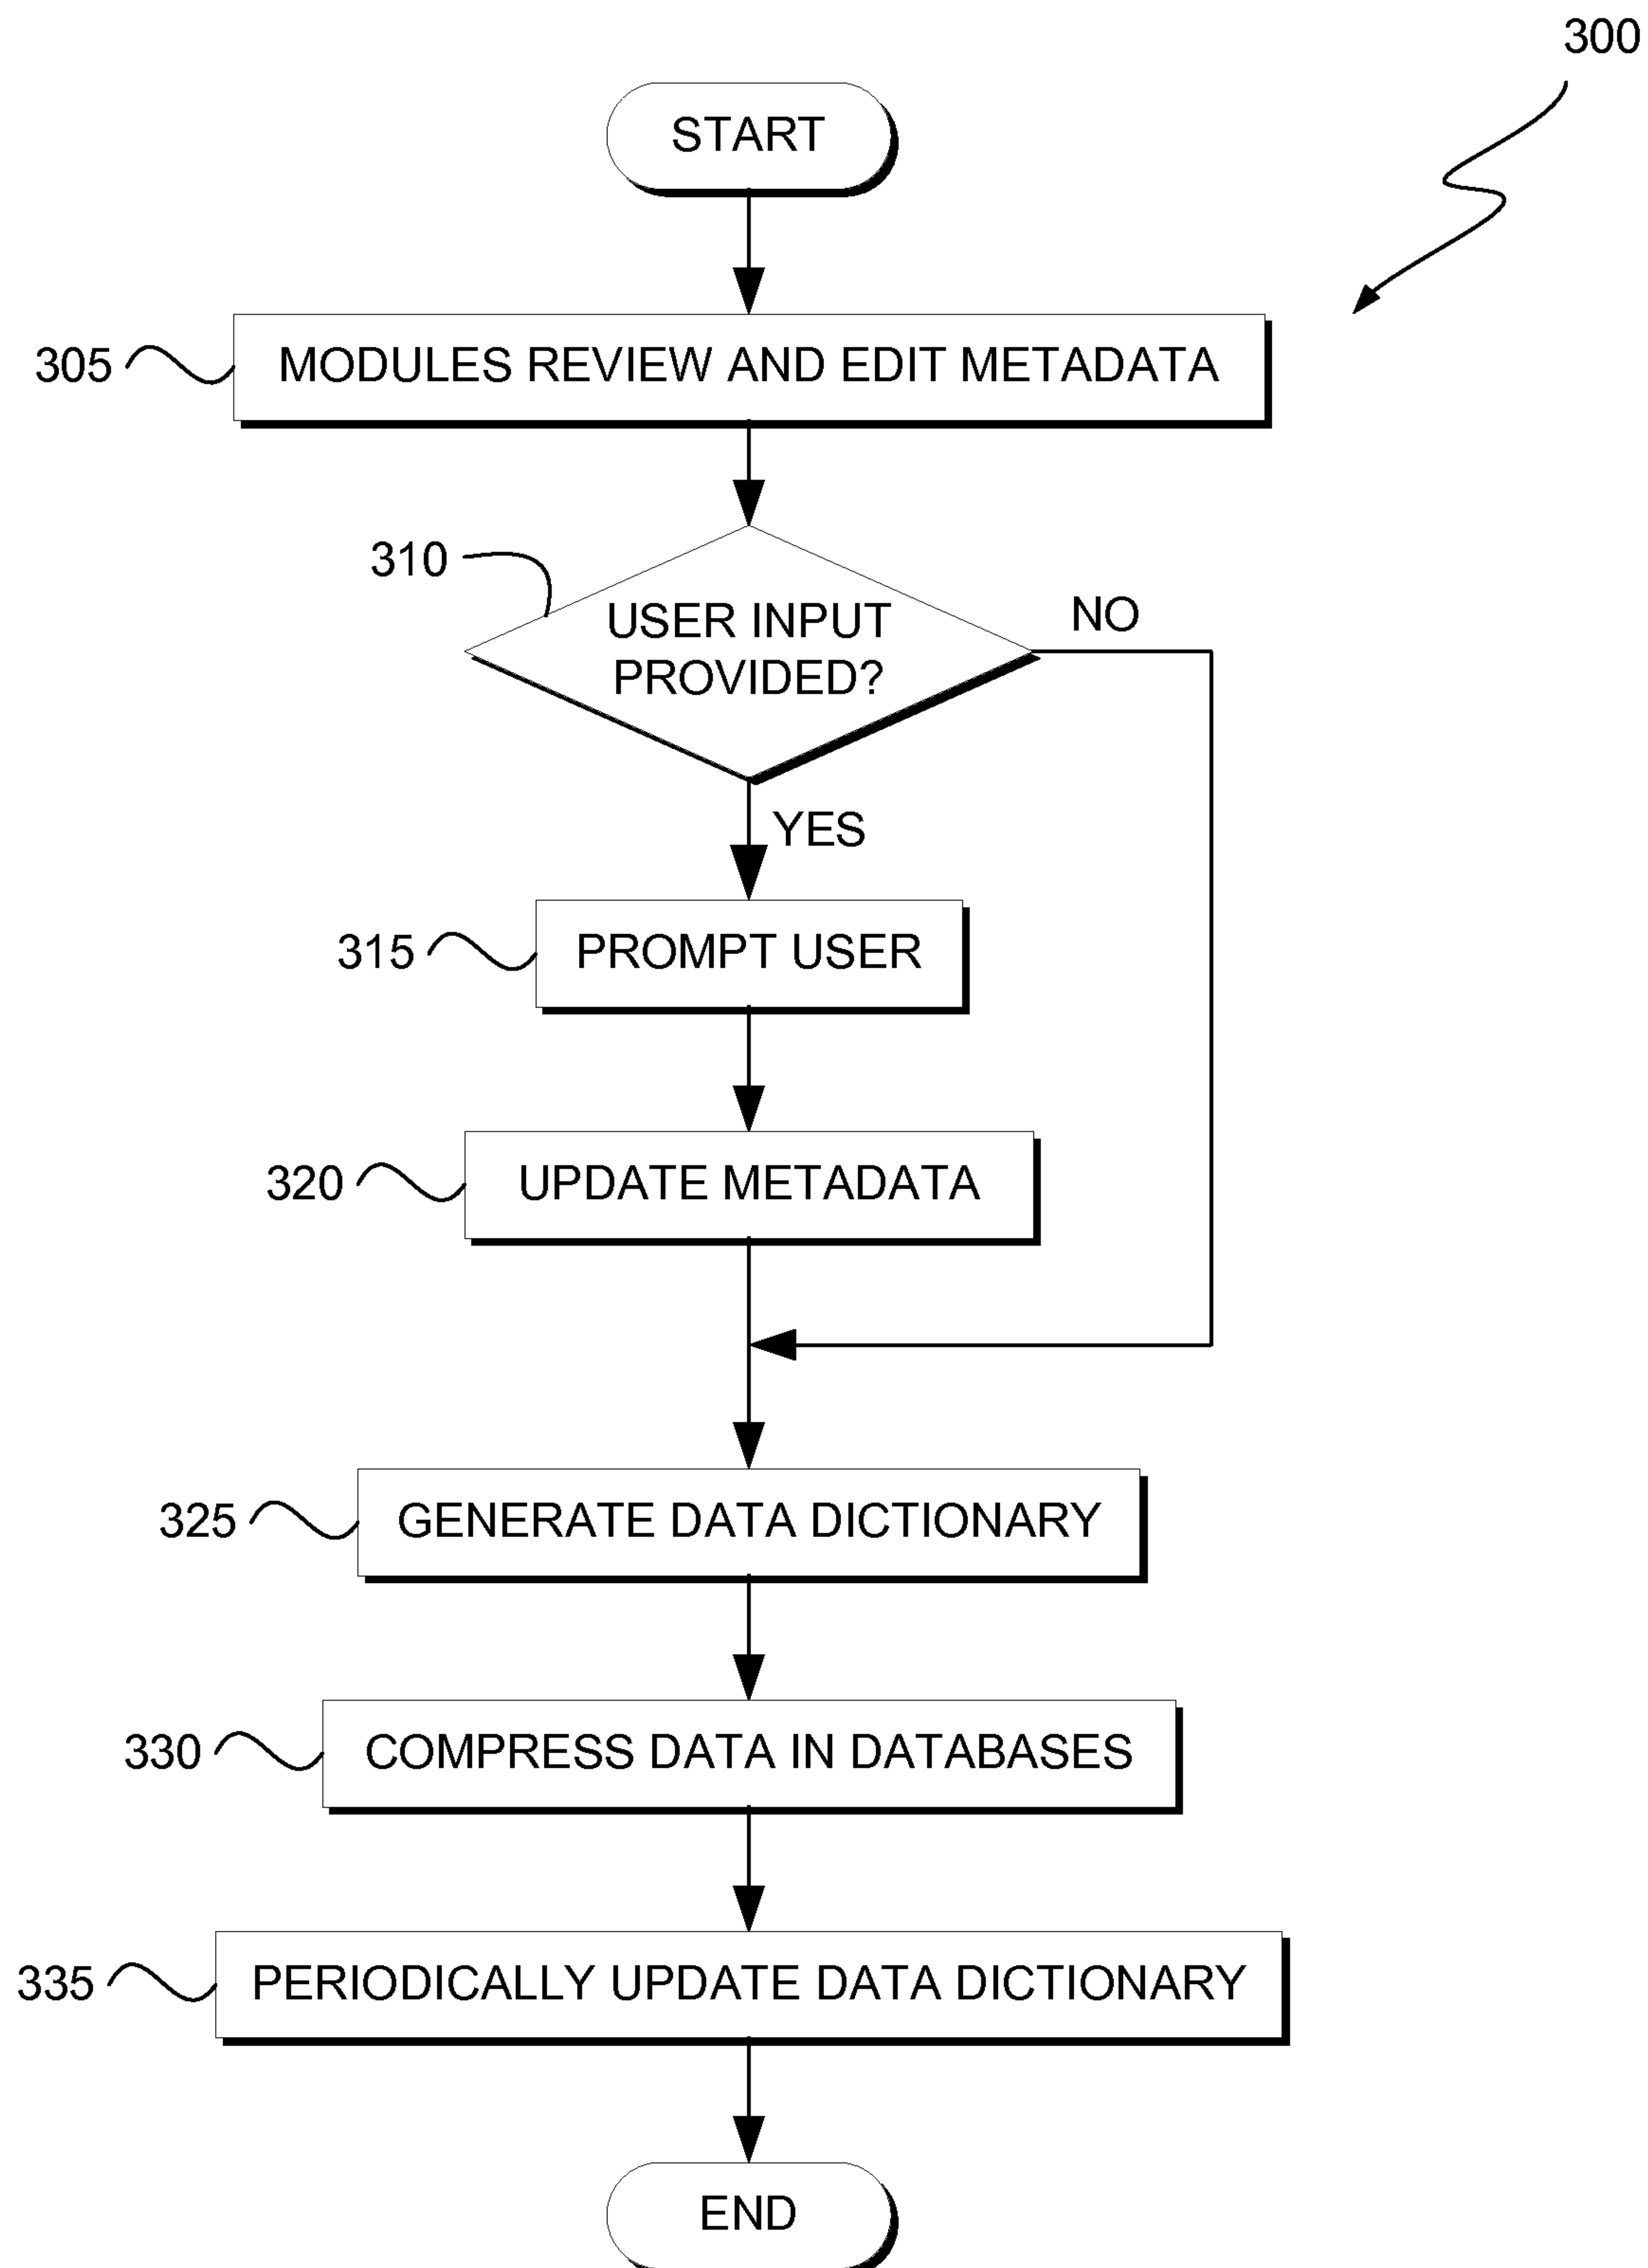 300
START
305
MODULES REVIEW AND EDIT METADATA
310
USER INPUT
PROVIDED?
NO
YES
315
PROMPT USER
320
UPDATE METADATA
325
GENERATE DATA DICTIONARY
330
COMPRESS DATA IN DATABASES
335
PERIODICALLY UPDATE DATA DICTIONARY
END